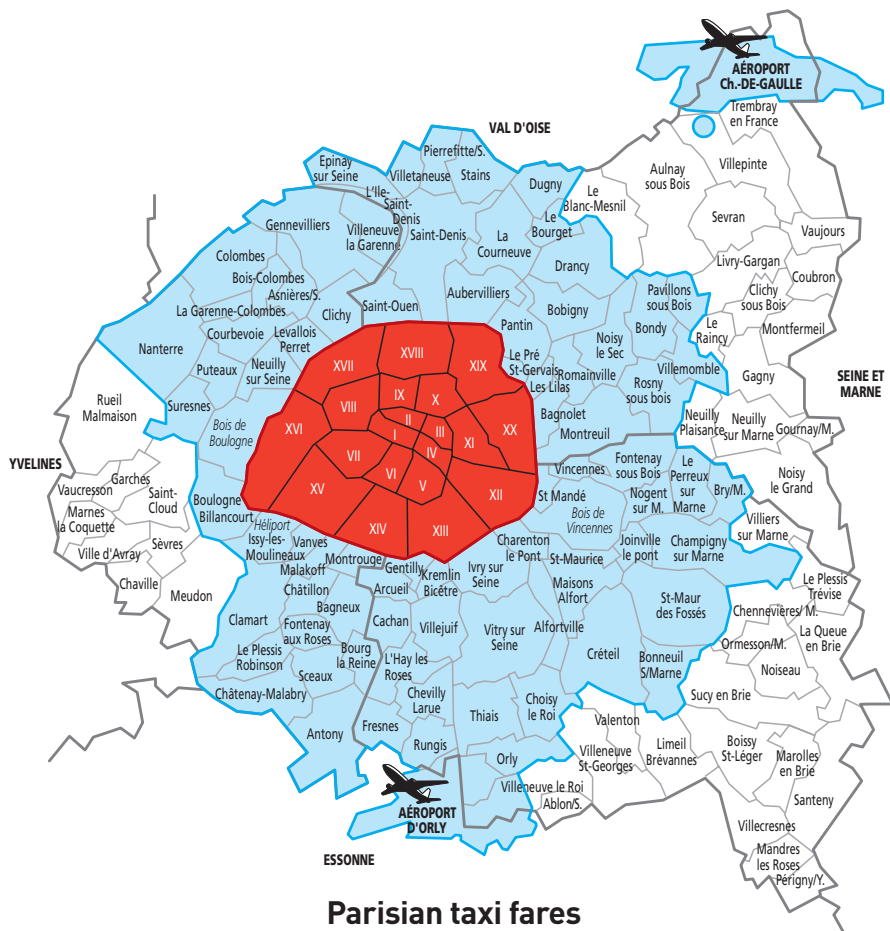 AÉROPORT
Ch.-DE-GAULLE
Trembray
en France
VAL D'OISE
Pierrefitte/S.
Epinay
sur Seine
Villetaneuse
Stains
Dugny
Le
Blanc-Mesnil
Aulnay
sous Bois
Villepinte
L'Ile-
Saint-
Denis
Gennevilliers
Villeneuve
la Garenne
Saint-Denis
La
Courneuve
Le
Bourget
Sevran
Vaujours
Colombes
Drancy
Livry-Gargan
Coubron
Bois-Colombes
Asnières/S.
Aubervilliers
Bobigny
Pavillons
sous Bois
Clichy
sous Bois
La Garenne-Colombes
Clichy
Saint-Ouen
Pantin
Bondy
Le
Raincy
Montfermeil
Nanterre
Courbevoie
Levallois
Perret
Noisy
le Sec
Puteaux
Neuilly
sur Seine
XVII
XVIII
XIX
Le Pré
St-Gervais
Les Lilas
Romainville
Villemomble
Gagny
SEINE ET
MARNE
Rueil
Malmaison
Suresnes
Bois de
Boulogne
VIII
IX
X
Rosny
sous bois
Bagnolet
Neuilly
Plaisance
Neuilly
sur Marne
Gournay/M.
XVI
I
II
III
IV
XI
XX
Montreuil
YVELINES
VII
VI
V
Vincennes
Fontenay
sous Bois
Le
Perreux
sur
Marne
Bry/M.
Noisy
le Grand
Vaucresson
Garches
Saint-
Cloud
Boulogne
Billancourt
XV
XII
St Mandé
Bois de
Vincennes
Nogent
sur M.
Villiers
sur Marne
Marnes
la Coquette
Héliport
XIV
XIII
Ville d'Avray
Sèvres
Issy-les-
Moulineaux
Vanves
Malakoff
Montrouge
Gentilly
Kremlin
Bicêtre
Ivry sur
Seine
Charenton
le Pont
St-Maurice
Joinville
le pont
Champigny
sur Marne
Chaville
Meudon
Châtillon
Bagneux
Arcueil
Maisons
Alfort
Le Plessis
Trévise
Clamart
Fontenay
aux Roses
Cachan
Villejuif
Vitry sur
Seine
Alfortville
St-Maur
des Fossés
Chennevières/ M.
La Queue
en Brie
Le Plessis
Robinson
Sceaux
Bourg
la Reine
L'Hay les
Roses
Créteil
Bonneuil
S/Marne
Ormesson/M.
Noiseau
Châtenay-Malabry
Chevilly
Larue
Thiais
Choisy
le Roi
Sucy en Brie
Antony
Fresnes
Rungis
Orly
Valenton
Villeneuve
St-Georges
Limeil
Brévannes
Boissy
St-Léger
Marolles
en Brie
Villeneuve le Roi
Ablon/S.
Santeny
AÉROPORT
D'ORLY
Villecresnes
ESSONNE
Mandres
les Roses
Périgny/Y.
Parisian taxi fares